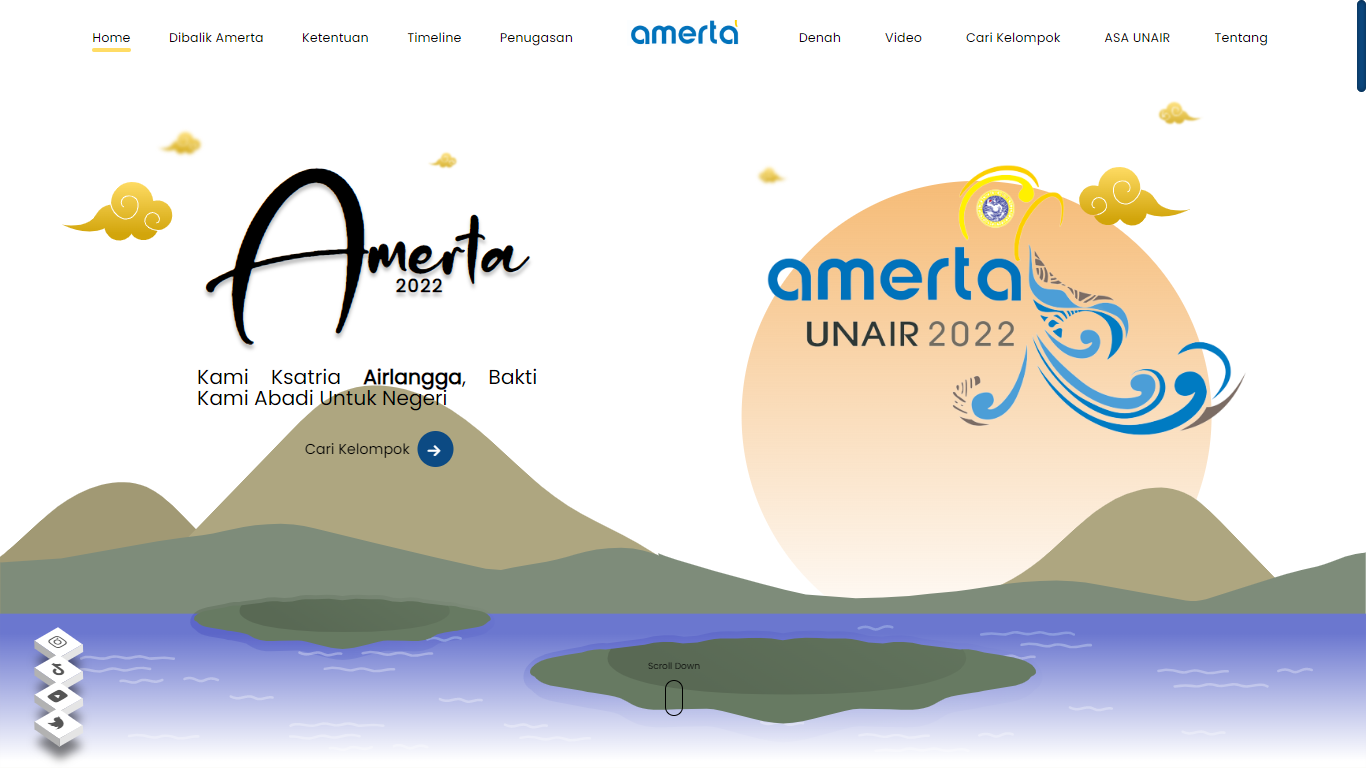 Home Dibalik Amerta Ketentuan Timeline Penugasan amerta Denah Video Cari Kelompok ASA UNAIR Tentang
Amerta
2022
Kami Ksatria Airlangga, Bakti
Kami Abadi Untuk Negeri
Cari Kelompok
amerta
UNAIR 2022
Scroll Down